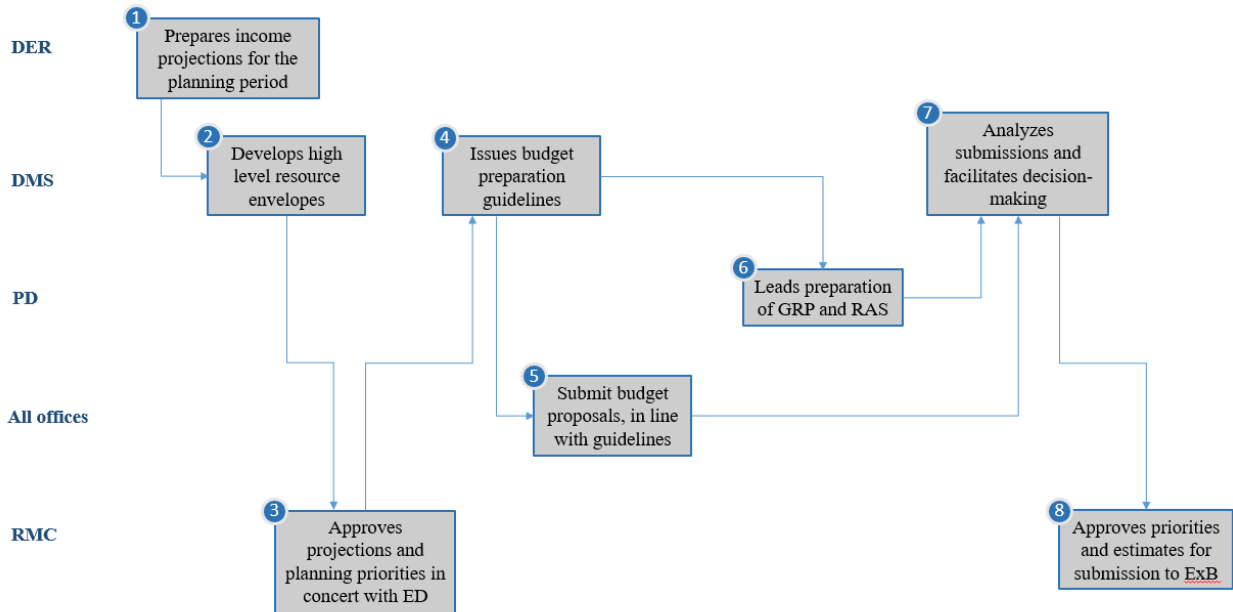 DER
1
Prepares income
projections for the
planning period
DMS
2
Develops high
level resource
envelopes
4
Issues budget
preparation
guidelines
7
Analyzes
submissions and
facilitates decision-
making
PD
6
Leads preparation
of GRP and RAS
All offices
5
Submit budget
proposals, in line
with guidelines
RMC
3
Approves
projections and
planning priorities in
concert with ED
8
Approves priorities
and estimates for
submission to ExB